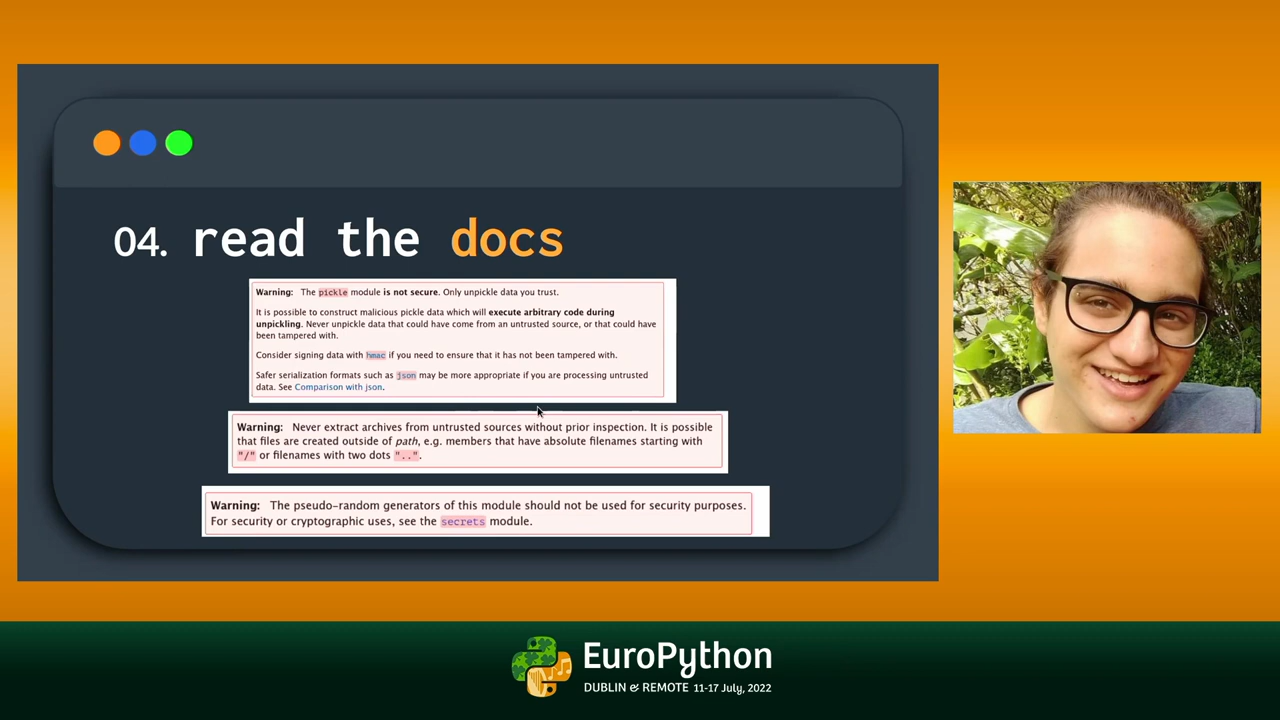 04. read the docs
Warning: The pickle module is not secure. Only unpickle data you trust.
It is possible to construct malicious pickle data which will execute arbitrary code during
unpickling. Never unpickle data that could have come from an untrusted source, or that could have
been tampered with.
Consider signing data with hmac if you need to ensure that it has not been tampered with.
Safer serialization formats such as json may be more appropriate if you are processing untrusted
data. See Comparison with json.
Warning: Never extract archives from untrusted sources without prior inspection. It is possible
that files are created outside of path, e.g. members that have absolute filenames starting with
"/" or filenames with two dots "..".
Warning: The pseudo-random generators of this module should not be used for security purposes.
For security or cryptographic uses, see the secrets module.
EuroPython
DUBLIN & REMOTE 11-17 July, 2022